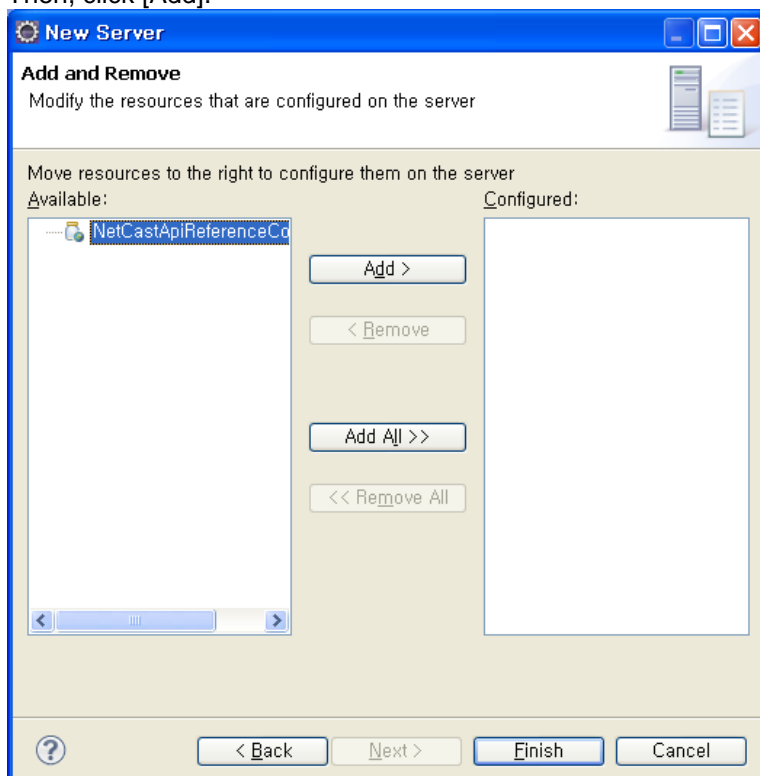 Then, click [Add].
New Server
Add and Remove
Modify the resources that are configured on the server
Move resources to the right to configure them on the server
Available:
Configured:
NetCastApiReferenceCo
Add >
< Remove
Add All >>
<< Remove All
< Back
Next >
Finish
Cancel